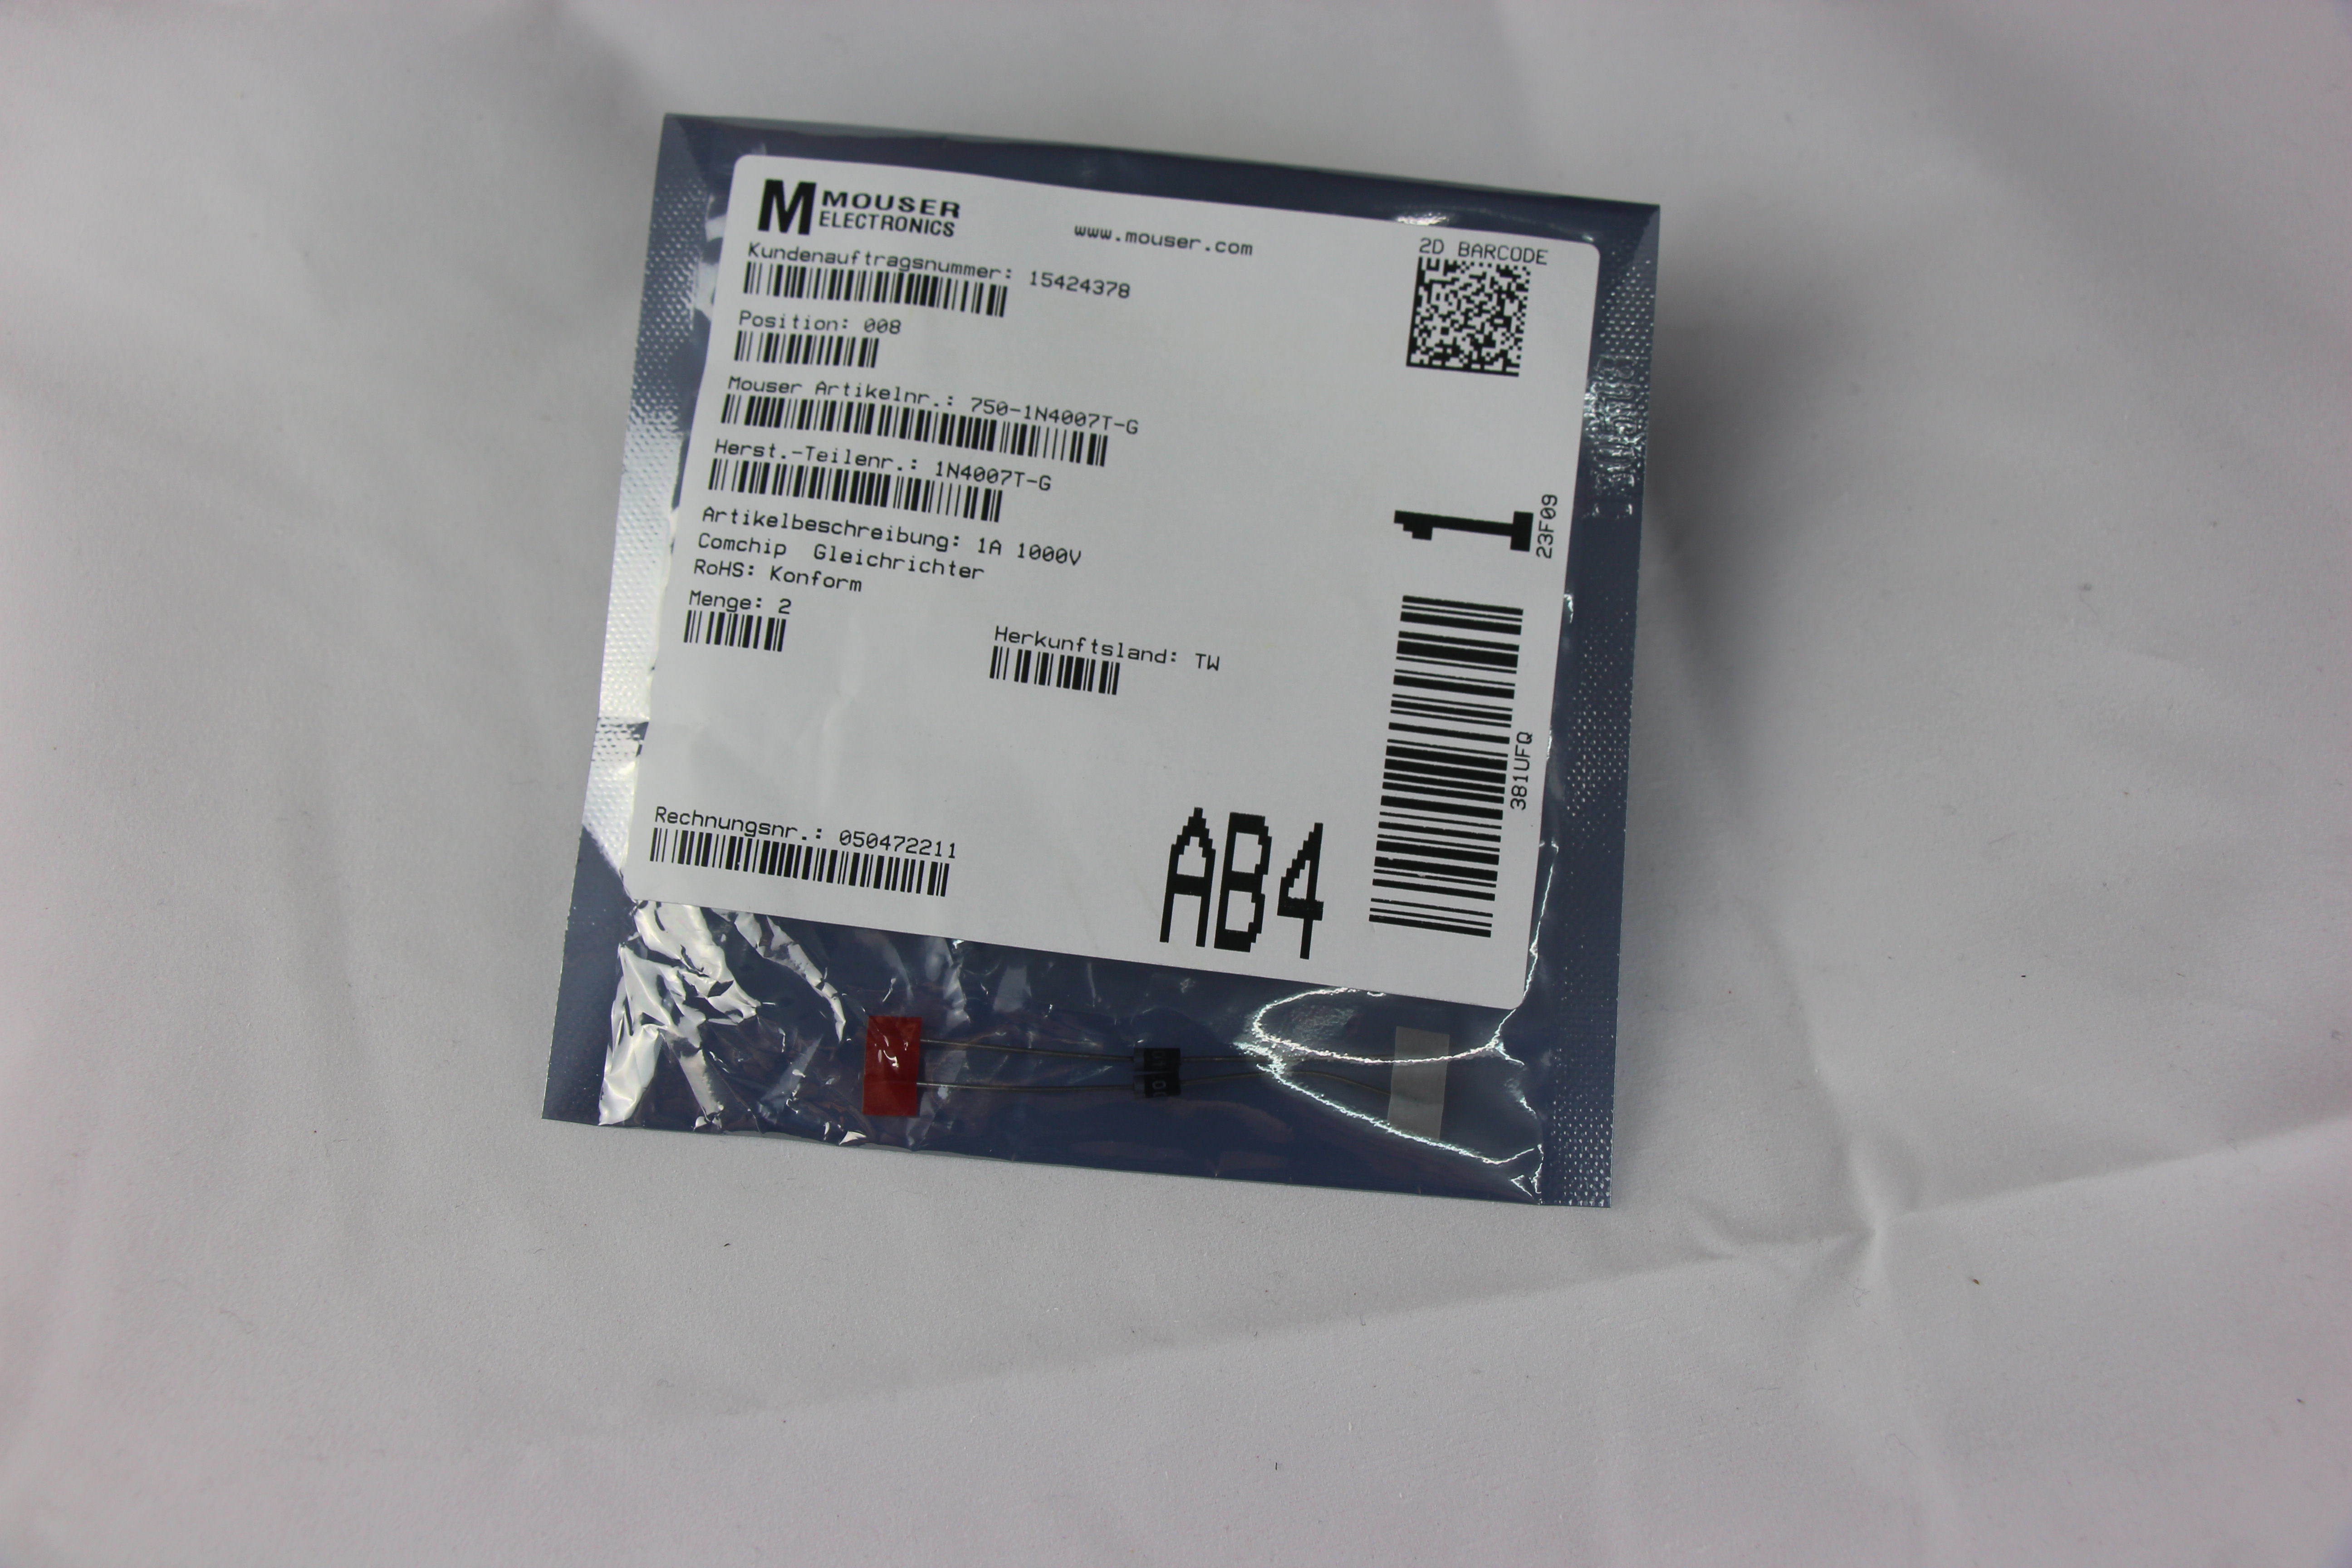 M MOUSER
ELECTRONICS
www.mouser.com
2D BARCODE
Kundenauftragsnummer: 15424378
Position: 008
Mouser Artikelnr.: 750-1N4007T-G
Herst.-Teilenr.: 1N4007T-G
Artikelbeschreibung: 1A 1000V
Comchip Gleichrichter
RoHS: Konform
Menge: 2
Herkunftsland: TW
Rechnungsnr.: 050472211
AB4
1
23F09
381UFQ